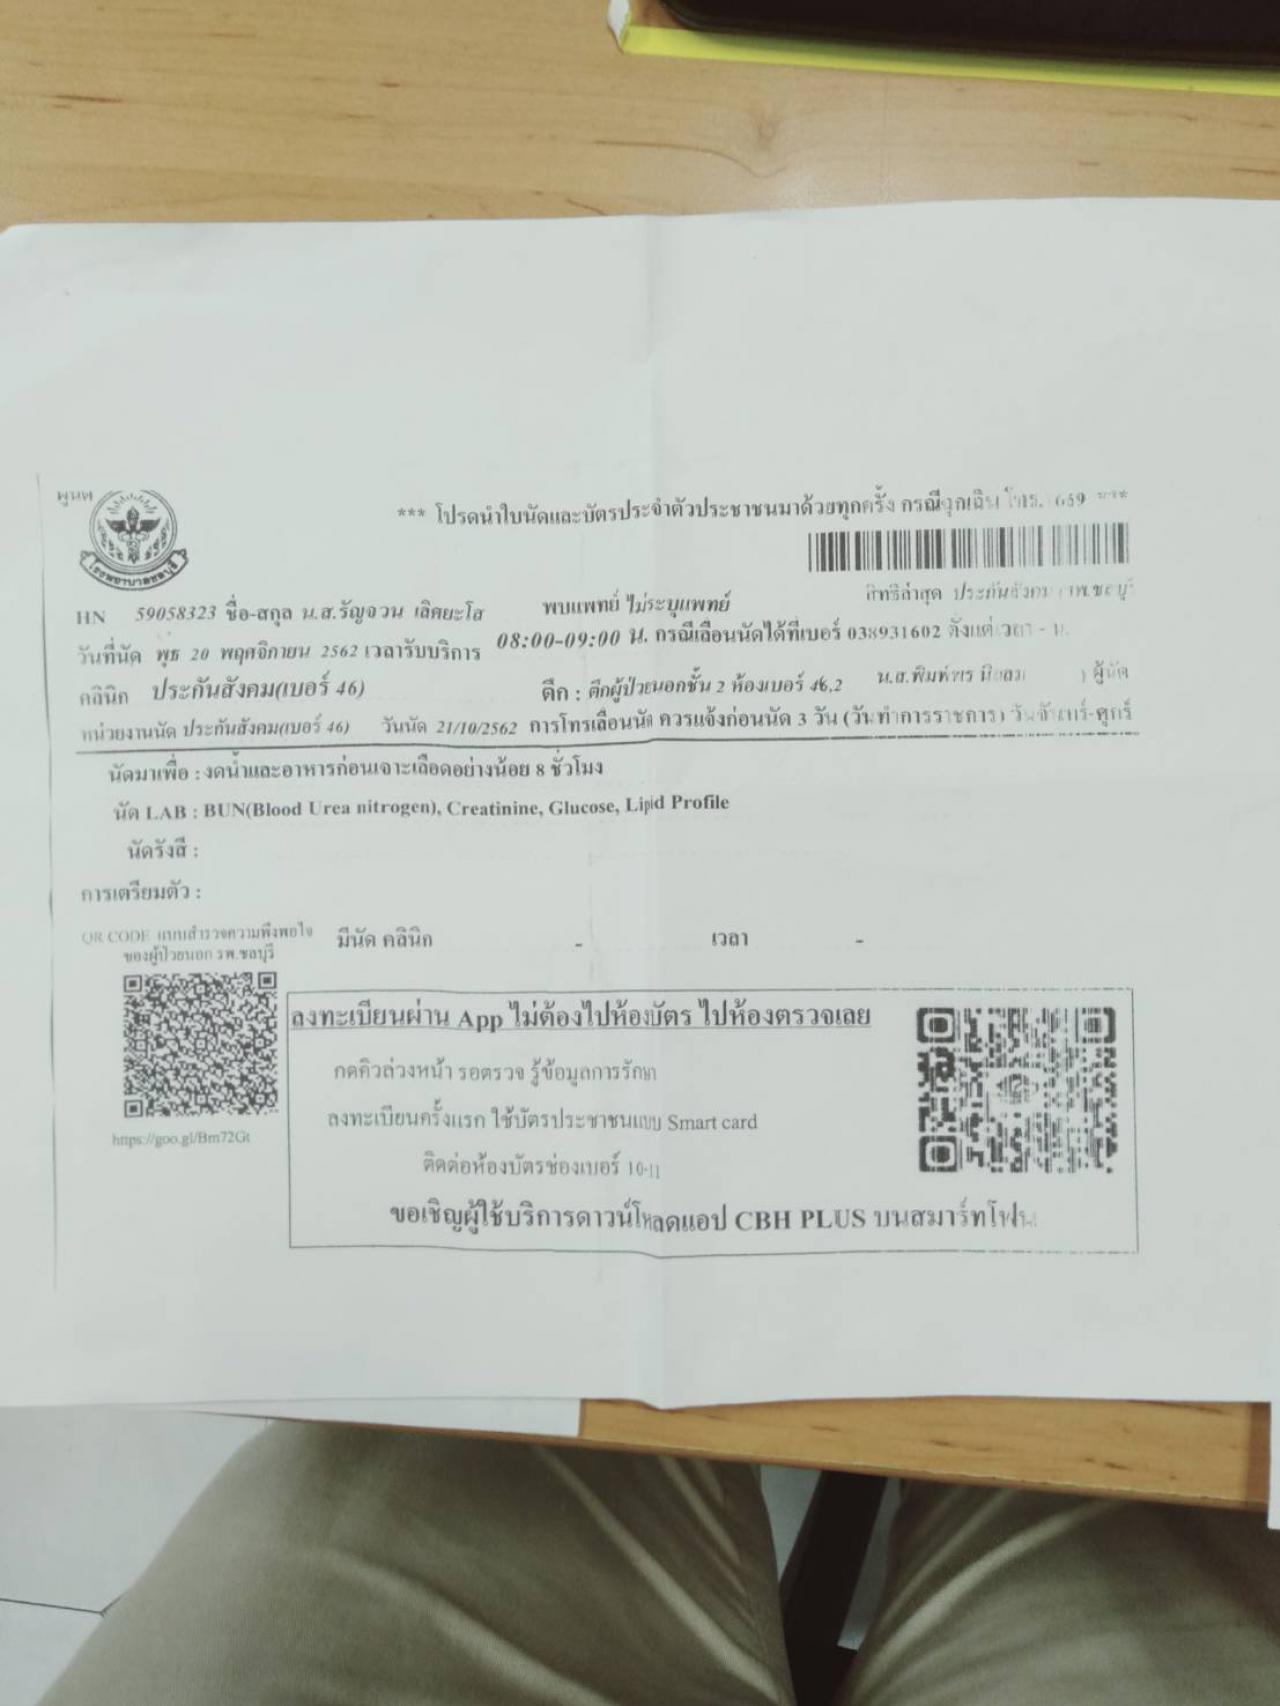 ผู้นัด
โรงพยาบาลชลบุรี
*** โปรดนำใบนัดและบัตรประจำตัวประชาชนมาด้วยทุกครั้ง กรณีฉุกเฉิน โทร. 1669 ***
สิทธิล่าสุด ประกันสังคม รพ.ชลบุรี
HN 59058323 ชื่อ-สกุล น.ส.รัญจวน เลิศยะโส พบแพทย์ ไม่ระบุแพทย์
วันที่นัด พุธ 20 พฤศจิกายน 2562 เวลารับบริการ 08:00-09:00 น. กรณีเลื่อนนัดได้ที่เบอร์ 038931602 ตั้งแต่เวลา - น.
คลินิก ประกันสังคม(เบอร์ 46) ตึก : ตึกผู้ป่วยนอกชั้น 2 ห้องเบอร์ 46,2 น.ส.พิมพ์พร ) ผู้นัด
หน่วยงานนัด ประกันสังคม(เบอร์ 46) วันนัด 21/10/2562 การโทรเลื่อนนัด ควรแจ้งก่อนนัด 3 วัน (วันทำการราชการ) วันจันทร์-ศุกร์
นัดมาเพื่อ : งดน้ำและอาหารก่อนเจาะเลือดอย่างน้อย 8 ชั่วโมง
นัด LAB : BUN(Blood Urea nitrogen), Creatinine, Glucose, Lipid Profile
นัดรังสี :
การเตรียมตัว :
QR CODE แบบสำรวจความพึงพอใจ
ของผู้ป่วยนอก รพ.ชลบุรี
มีนัด คลินิก - เวลา -
https://goo.gl/Bm72Gt
ลงทะเบียนผ่าน App ไม่ต้องไปห้องบัตร ไปห้องตรวจเลย
กดคิวล่วงหน้า รอตรวจ รู้ข้อมูลการรักษา
ลงทะเบียนครั้งแรก ใช้บัตรประชาชนแบบ Smart card
ติดต่อห้องบัตรช่องเบอร์ 10-11
ขอเชิญผู้ใช้บริการดาวน์โหลดแอป CBH PLUS บนสมาร์ทโฟน